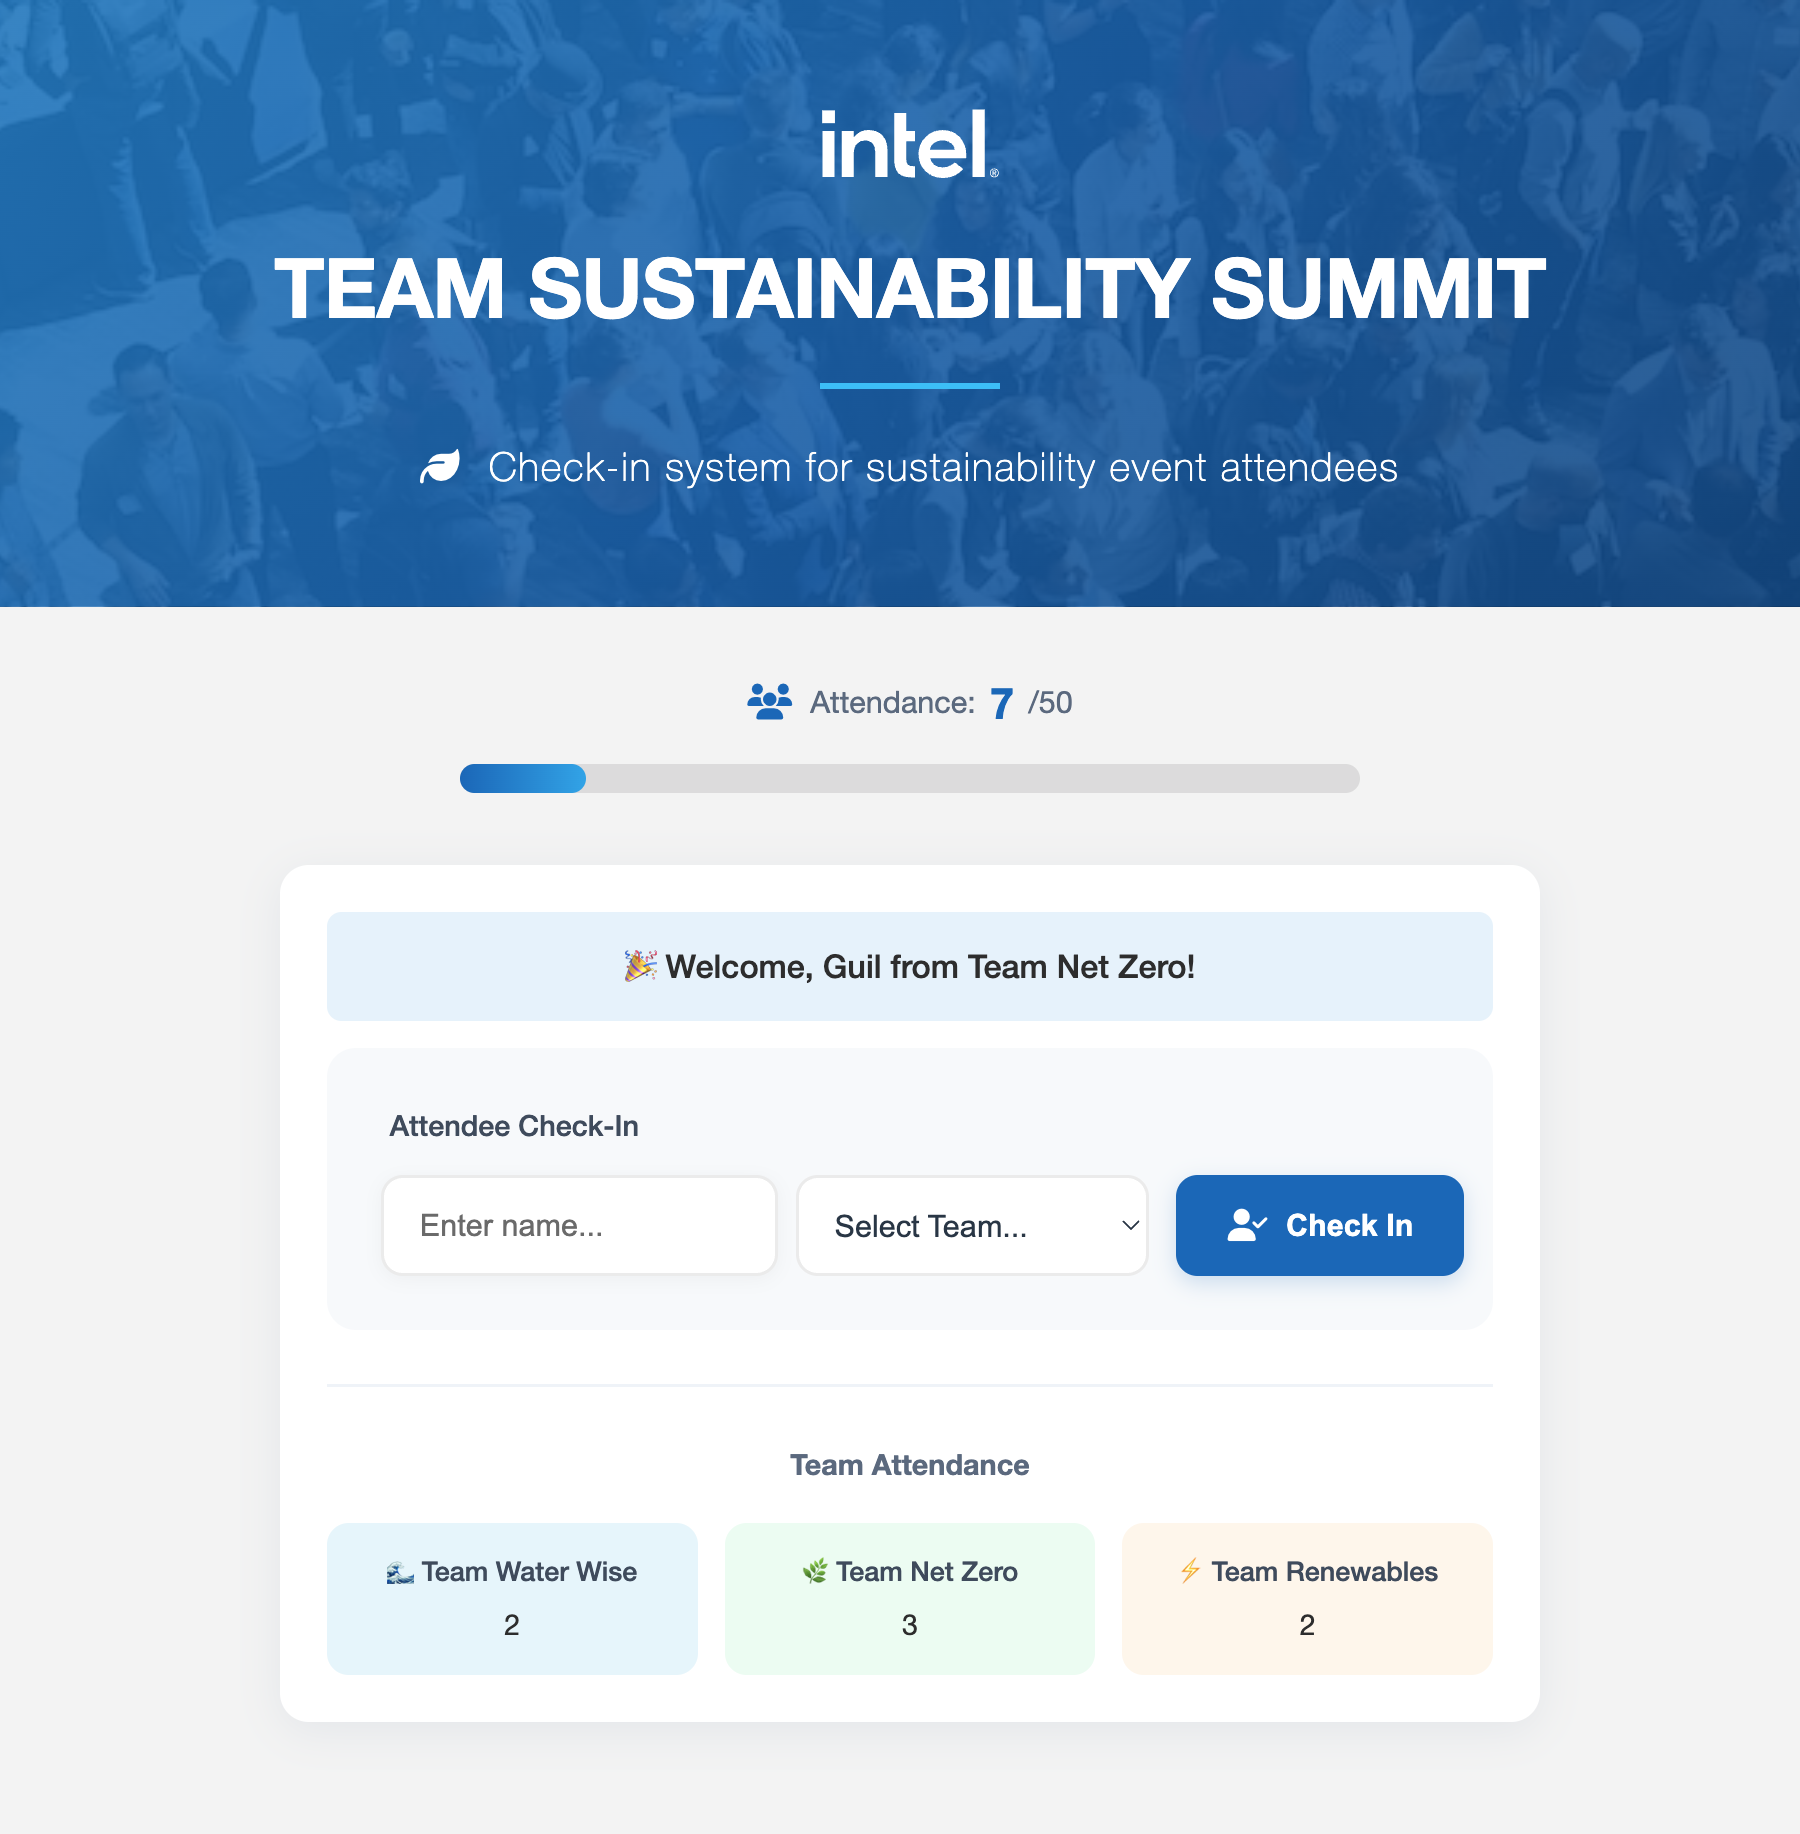 intel®
TEAM SUSTAINABILITY SUMMIT
Check-in system for sustainability event attendees
Attendance: 7 /50
🎉 Welcome, Guil from Team Net Zero!
Attendee Check-In
Enter name... Select Team... Check In
Team Attendance
🌊 Team Water Wise 🌿 Team Net Zero ⚡ Team Renewables
2 3 2